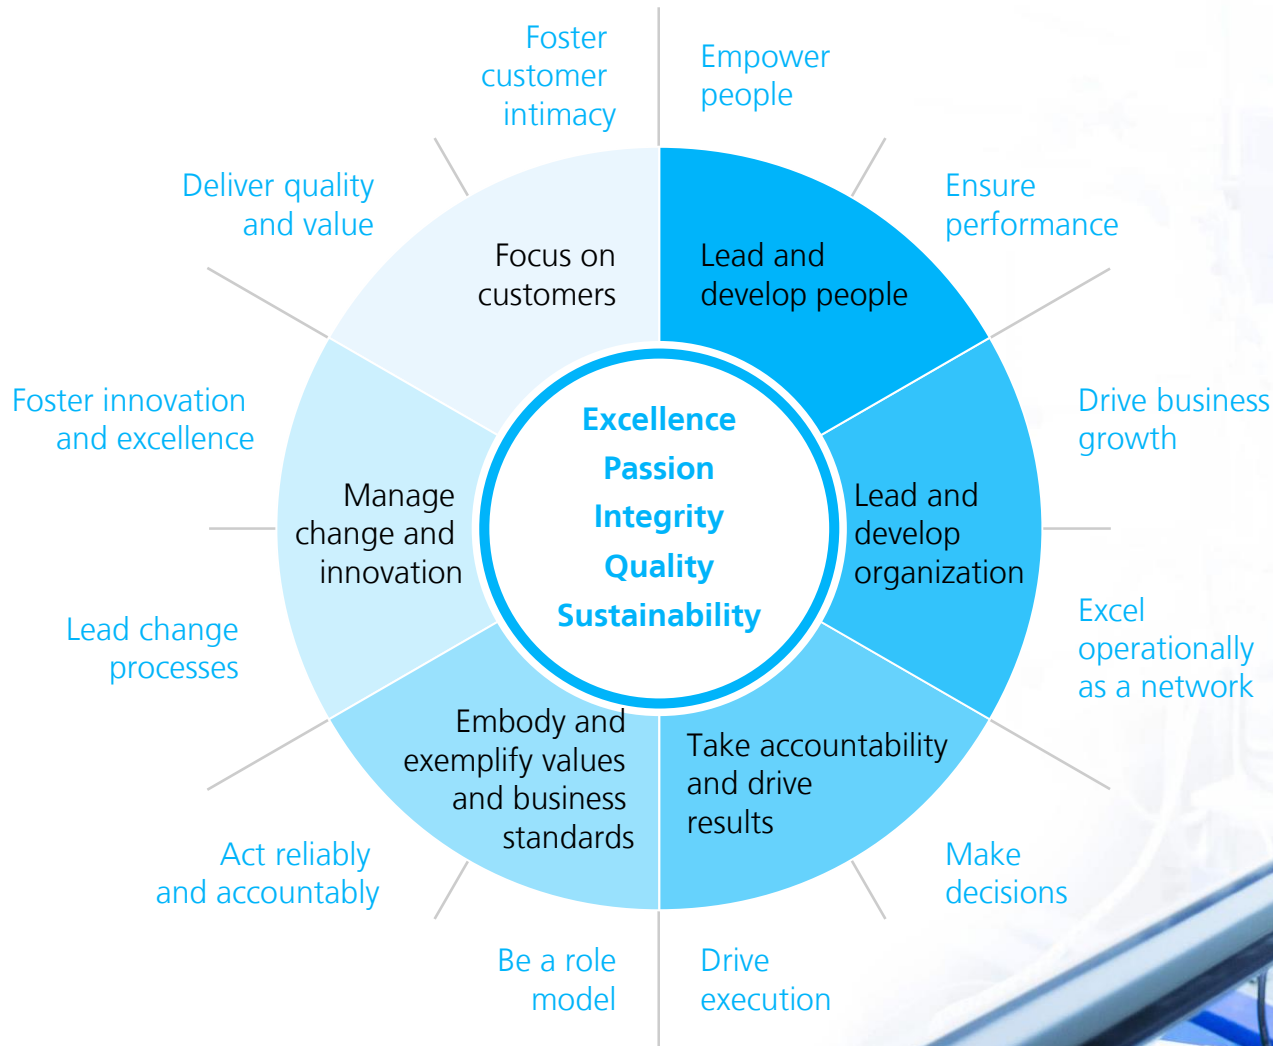 Foster
customer
intimacy
Empower
people
Deliver quality
and value
Ensure
performance
Focus on
customers
Lead and
develop people
Foster innovation
and excellence
Drive business
growth
Excellence
Passion
Integrity
Quality
Sustainability
Manage
change and
innovation
Lead and
develop
organization
Lead change
processes
Excel
operationally
as a network
Embody and
exemplify values
and business
standards
Take accountability
and drive
results
Act reliably
and accountably
Make
decisions
Be a role
model
Drive
execution